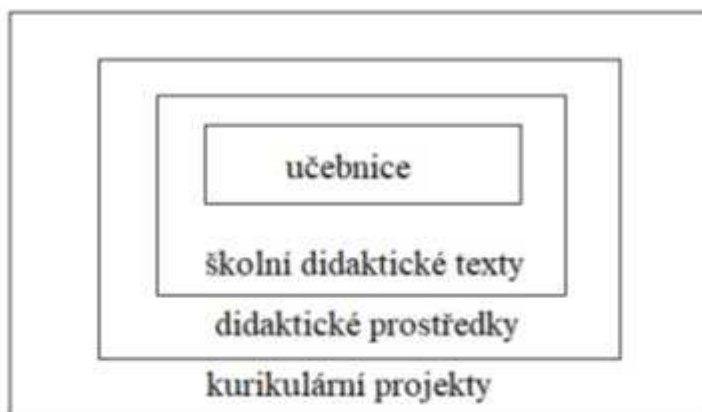 učebnice
školní didaktické texty
didaktické prostředky
kurikulární projekty